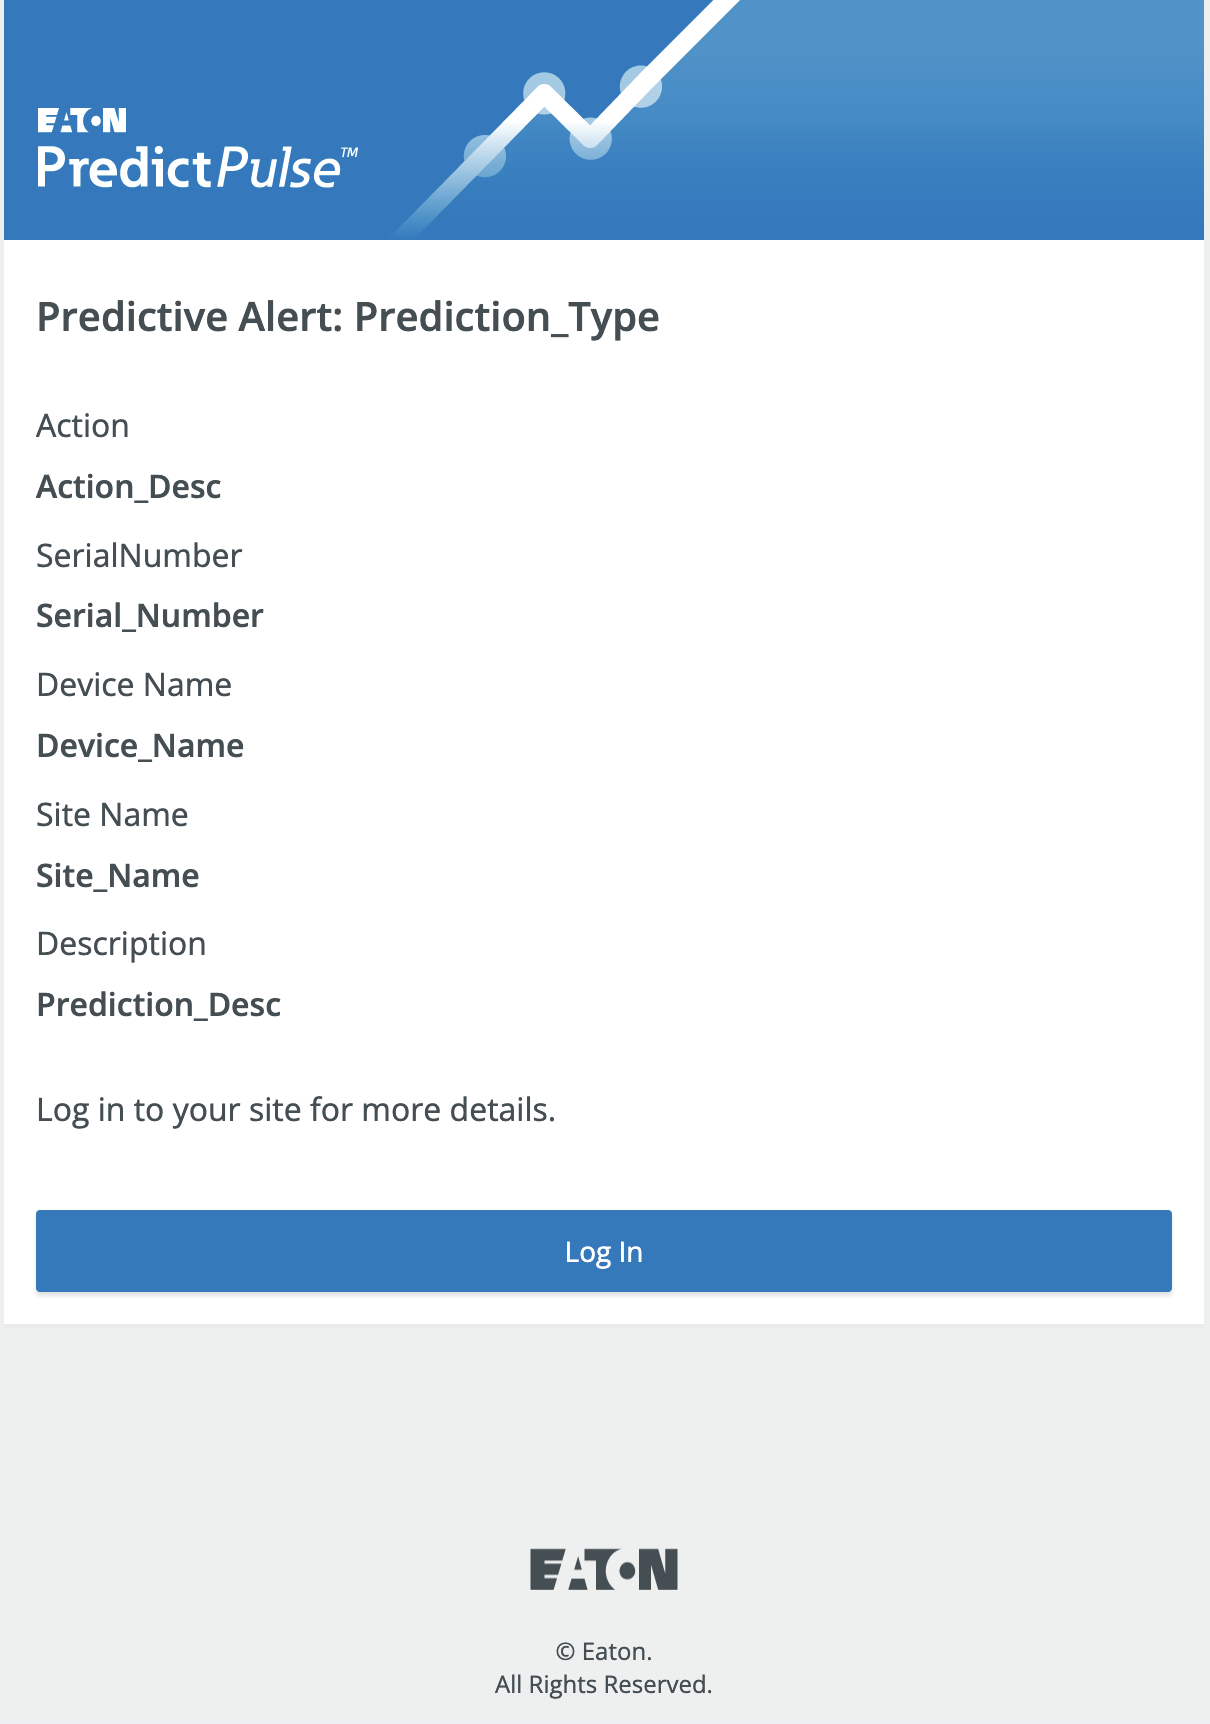 EATON
PredictPulse™
Predictive Alert: Prediction_Type
Action
Action_Desc
SerialNumber
Serial_Number
Device Name
Device_Name
Site Name
Site_Name
Description
Prediction_Desc
Log in to your site for more details.
Log In
EATON
© Eaton.
All Rights Reserved.